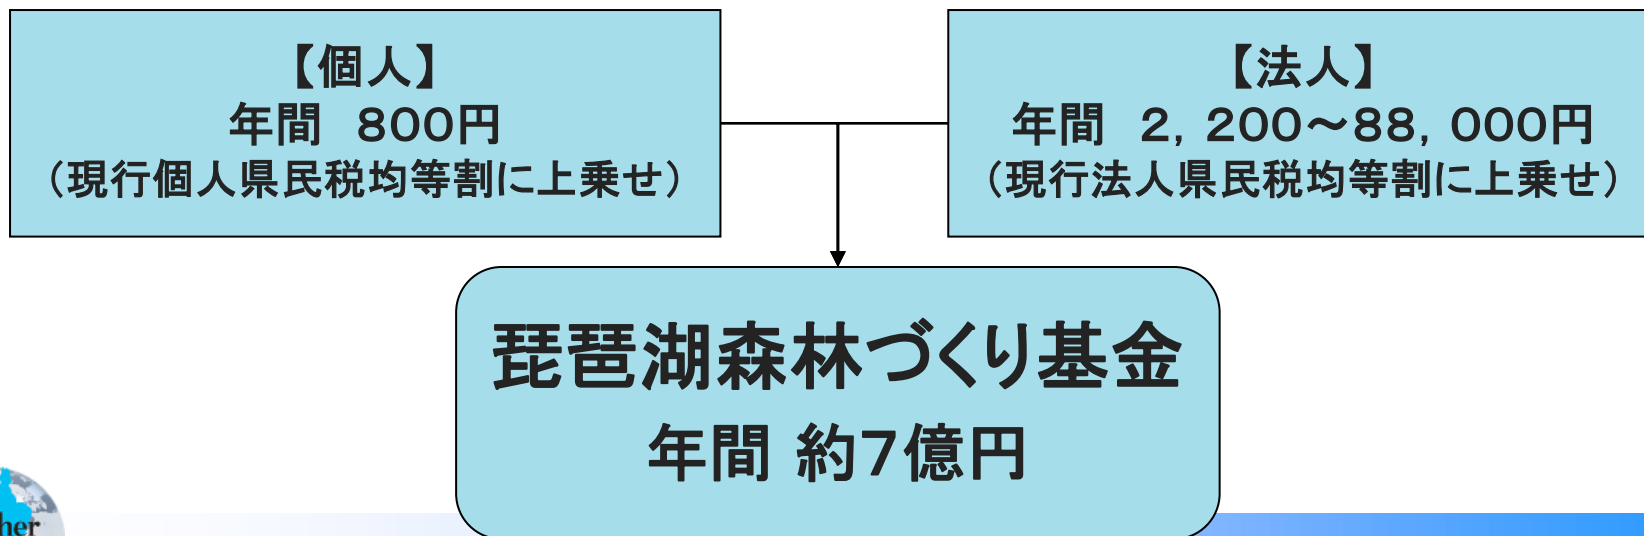 【個人】
年間　800円
（現行個人県民税均等割に上乗せ）
【法人】
年間　2，200～88，000円
（現行法人県民税均等割に上乗せ）
琵琶湖森林づくり基金
年間 約7億円